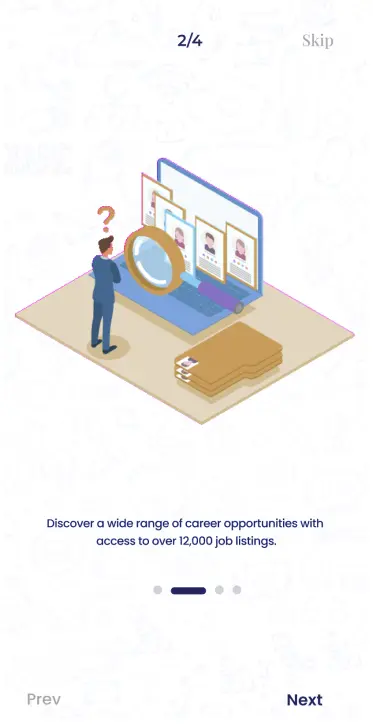 2/4
Skip
?
Discover a wide range of career opportunities with
access to over 12,000 job listings.
Prev
Next